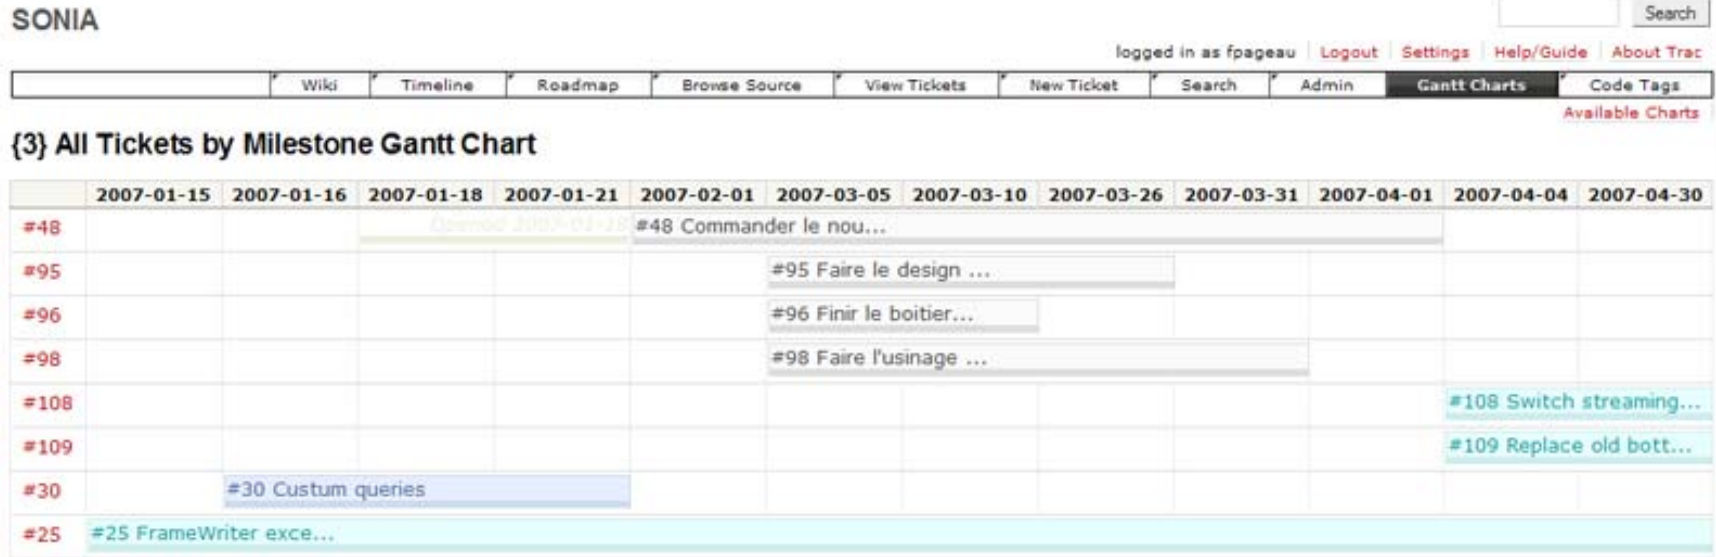 SONIA
Search
logged in as fpageau Logout Settings Help/Guide About Trac
Wiki Timeline Roadmap Browse Source View Tickets New Ticket Search Admin Gantt Charts Code Tags
Available Charts
{3} All Tickets by Milestone Gantt Chart
2007-01-15 2007-01-16 2007-01-18 2007-01-21 2007-02-01 2007-03-05 2007-03-10 2007-03-26 2007-03-31 2007-04-01 2007-04-04 2007-04-30
#48 Opened 2007-01-18 #48 Commander le nou...
#95 #95 Faire le design ...
#96 #96 Finir le boitier...
#98 #98 Faire l'usinage ...
#108 #108 Switch streaming...
#109 #109 Replace old bott...
#30 #30 Custum queries
#25 #25 FrameWriter exce...